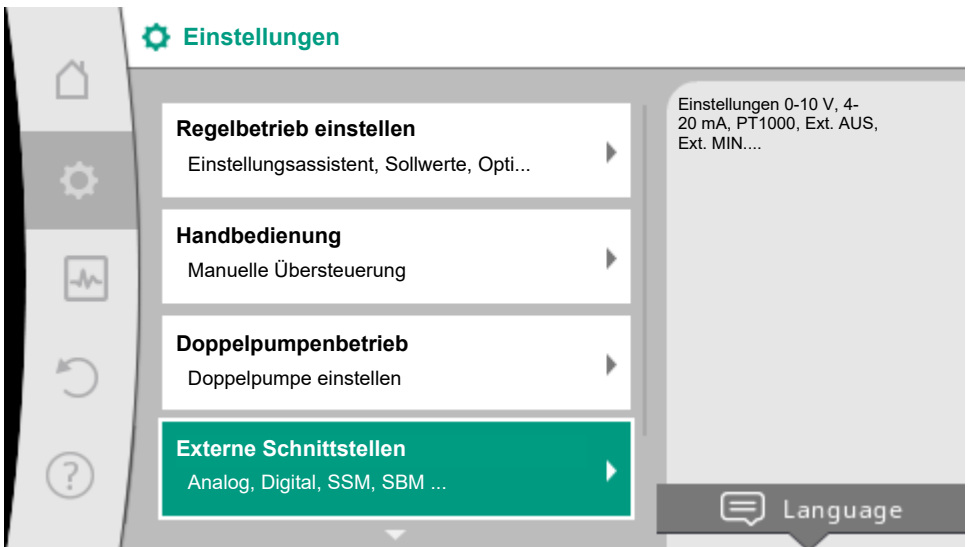 Einstellungen
Regelbetrieb einstellen
Einstellungsassistent, Sollwerte, Opti...
Handbedienung
Manuelle Übersteuerung
Doppelpumpenbetrieb
Doppelpumpe einstellen
Externe Schnittstellen
Analog, Digital, SSM, SBM ...
Einstellungen 0-10 V, 4-
20 mA, PT1000, Ext. AUS,
Ext. MIN....
?
Language